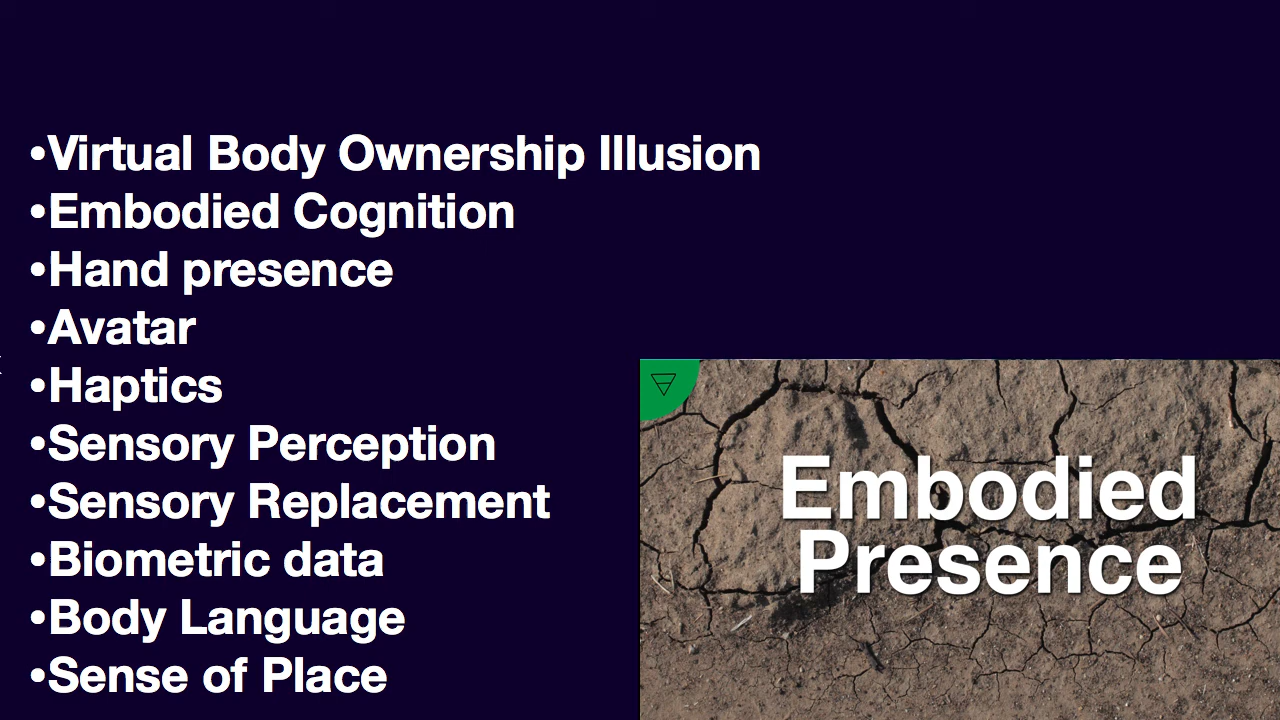 •Virtual Body Ownership Illusion
•Embodied Cognition
•Hand presence
•Avatar
•Haptics
•Sensory Perception
•Sensory Replacement
•Biometric data
•Body Language
•Sense of Place
Embodied
Presence